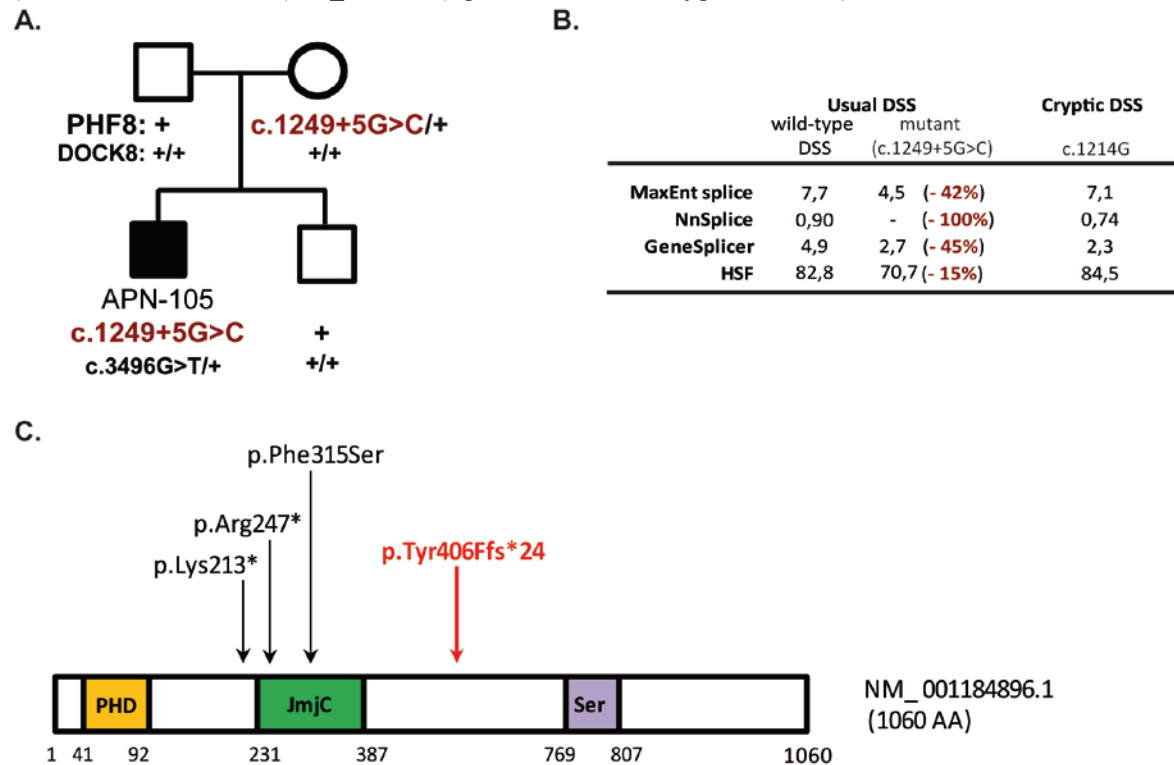 A.
PHF8: +
c.1249+5G>C/+
DOCK8: +/+
+/+
APN-105
c.1249+5G>C
+
c.3496G>T/+
+/+
B.
Usual DSS
Cryptic DSS
wild-type
mutant
DSS
(c.1249+5G>C)
c.1214G
MaxEnt splice 7,7 4,5 (- 42%) 7,1
NnSplice 0,90 - (- 100%) 0,74
GeneSplicer 4,9 2,7 (- 45%) 2,3
HSF 82,8 70,7 (- 15%) 84,5
C.
p.Phe315Ser
p.Arg247*
p.Lys213*
p.Tyr406Ffs*24
PHD
JmjC
Ser
NM_001184896.1
(1060 AA)
1 41 92 231 387 769 807 1060